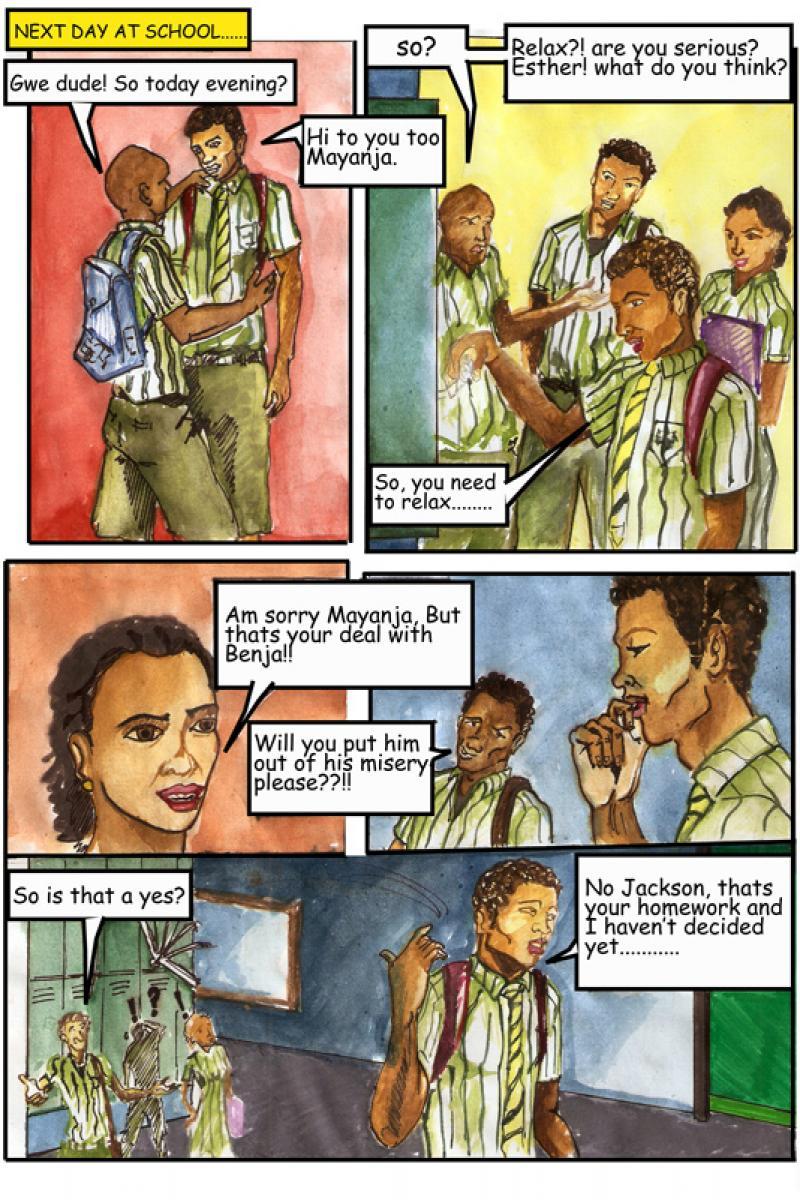 NEXT DAY AT SCHOOL......
Gwe dude! So today evening?
Hi to you too
Mayanja.
so?
Relax?! are you serious?
Esther! what do you think?
So, you need
to relax........
Am sorry Mayanja, But
thats your deal with
Benja!!
Will you put him
out of his misery
please??!!
So is that a yes?
No Jackson, thats
your homework and
I haven't decided
yet...........
! ? !